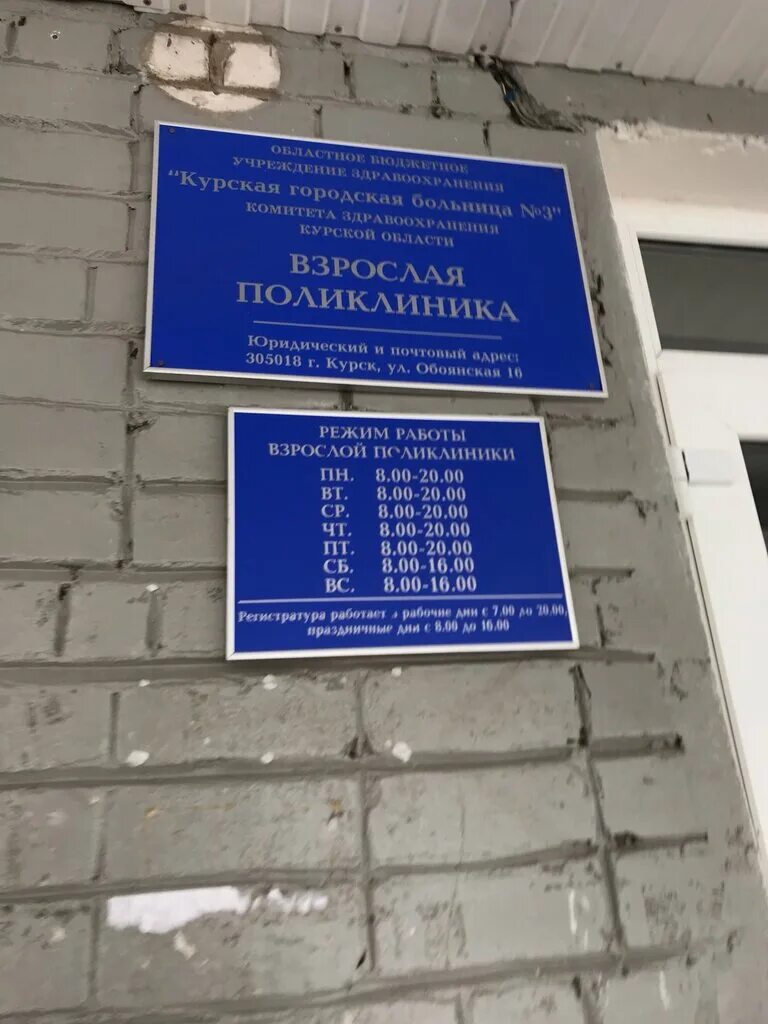 ОБЛАСТНОЕ БЮДЖЕТНОЕ
УЧРЕЖДЕНИЕ ЗДРАВООХРАНЕНИЯ
"Курская городская больница №3"
КОМИТЕТА ЗДРАВООХРАНЕНИЯ
КУРСКОЙ ОБЛАСТИ
ВЗРОСЛАЯ
ПОЛИКЛИНИКА
Юридический и почтовый адрес:
305018 г. Курск, ул. Обоянская 16
РЕЖИМ РАБОТЫ
ВЗРОСЛОЙ ПОЛИКЛИНИКИ
ПН. 8.00-20.00
ВТ. 8.00-20.00
СР. 8.00-20.00
ЧТ. 8.00-20.00
ПТ. 8.00-20.00
СБ. 8.00-16.00
ВС. 8.00-16.00
Регистратура работает в рабочие дни с 7.00 до 20.00,
праздничные дни с 8.00 до 16.00